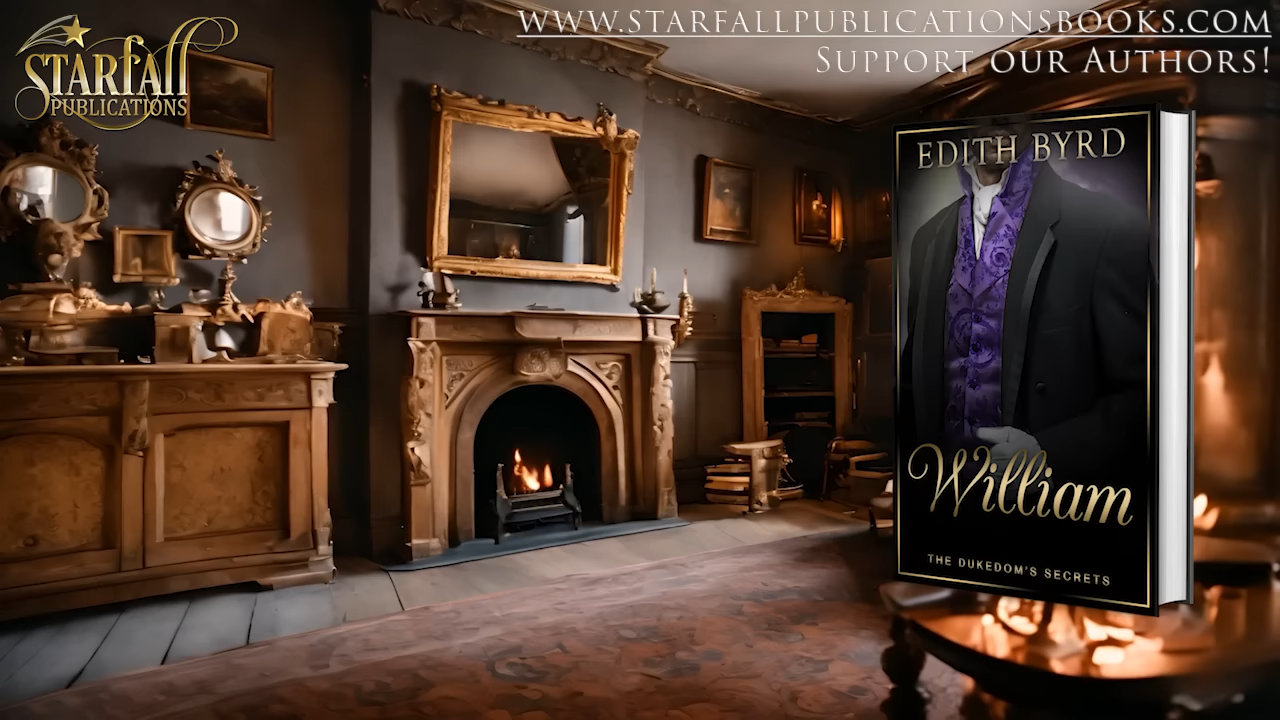 STARfall
PUBLICATIONS
www.starfallpublicationsbooks.com
Support our Authors!
EDITH BYRD
William
THE DUKEDOM'S SECRETS